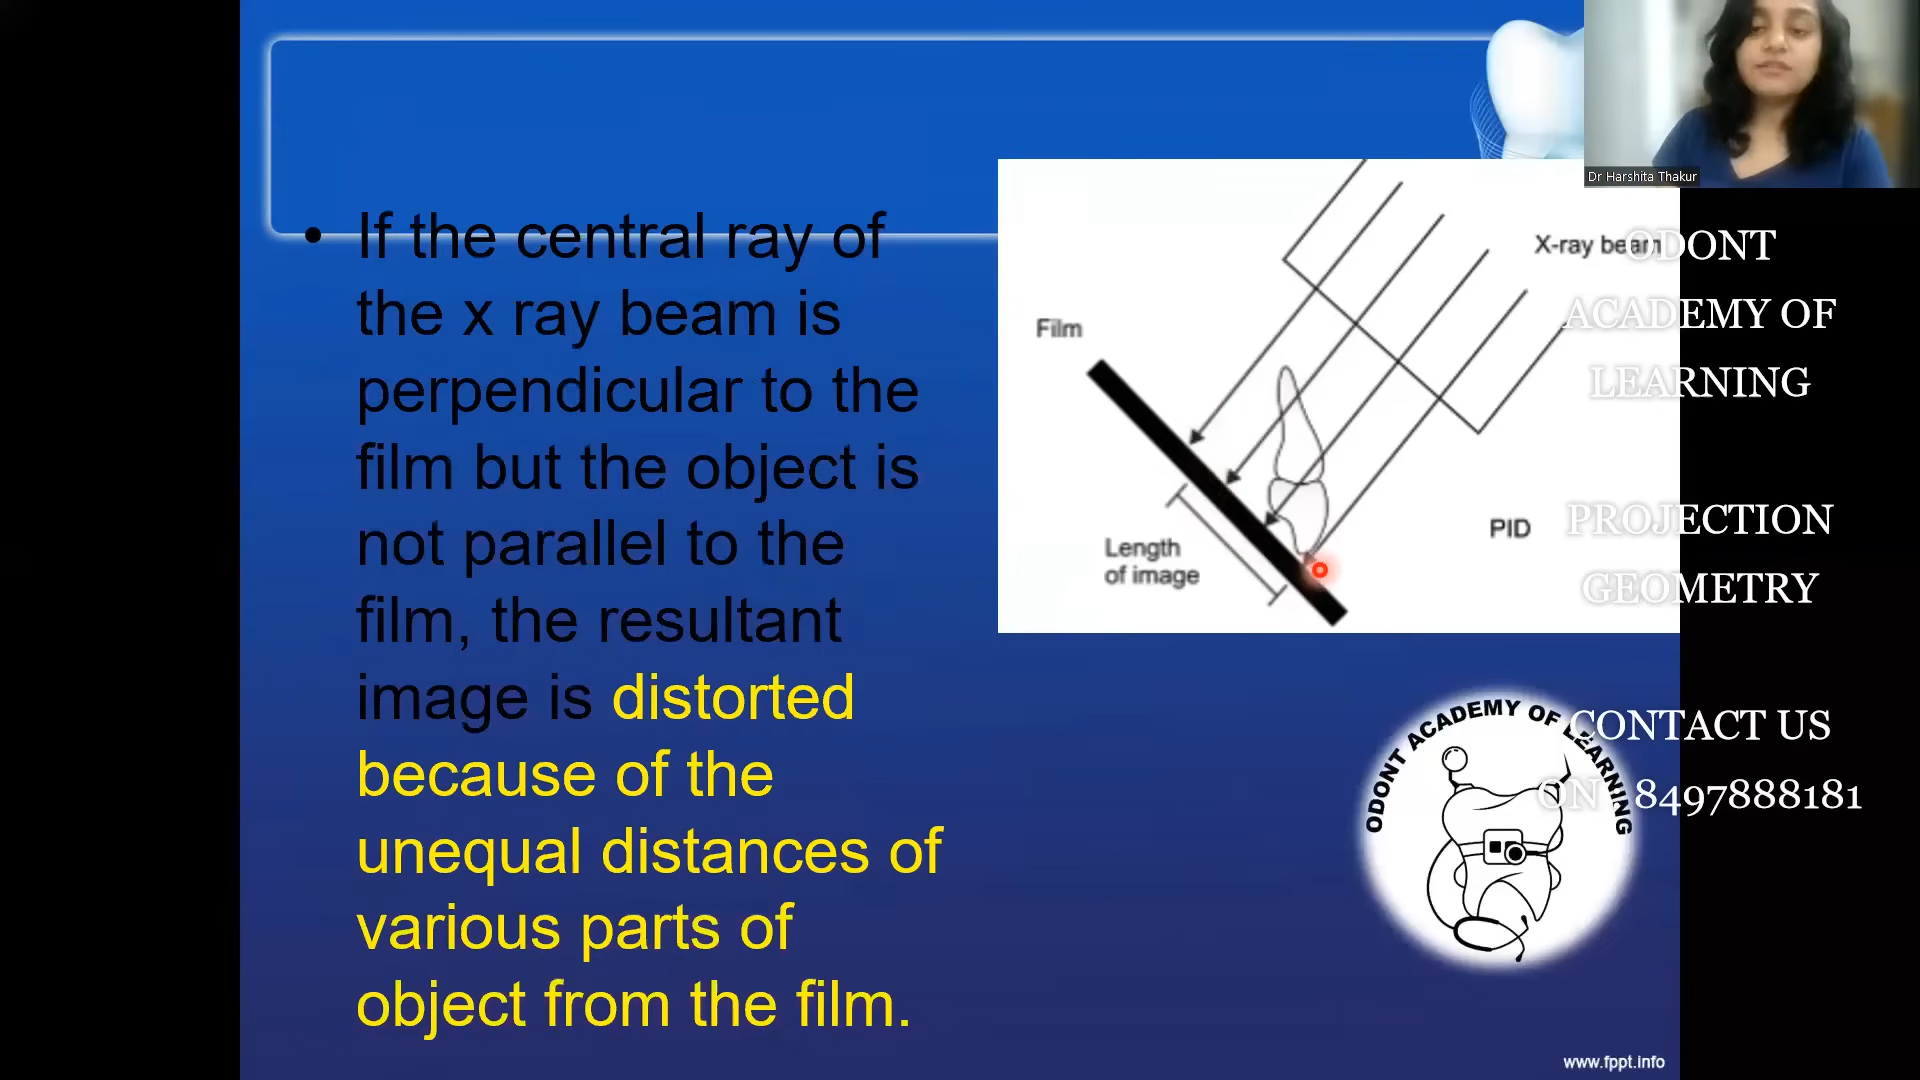 • If the central ray of
the x ray beam is
perpendicular to the
film but the object is
not parallel to the
film, the resultant
image is distorted
because of the
unequal distances of
various parts of
object from the film.
X-ray beam
Film
PID
Length
of image
Dr Harshita Thakur
ODONT
ACADEMY OF
LEARNING
PROJECTION
GEOMETRY
CONTACT US
ON : 8497888181
ODONT ACADEMY OF LEARNING
www.fppt.info